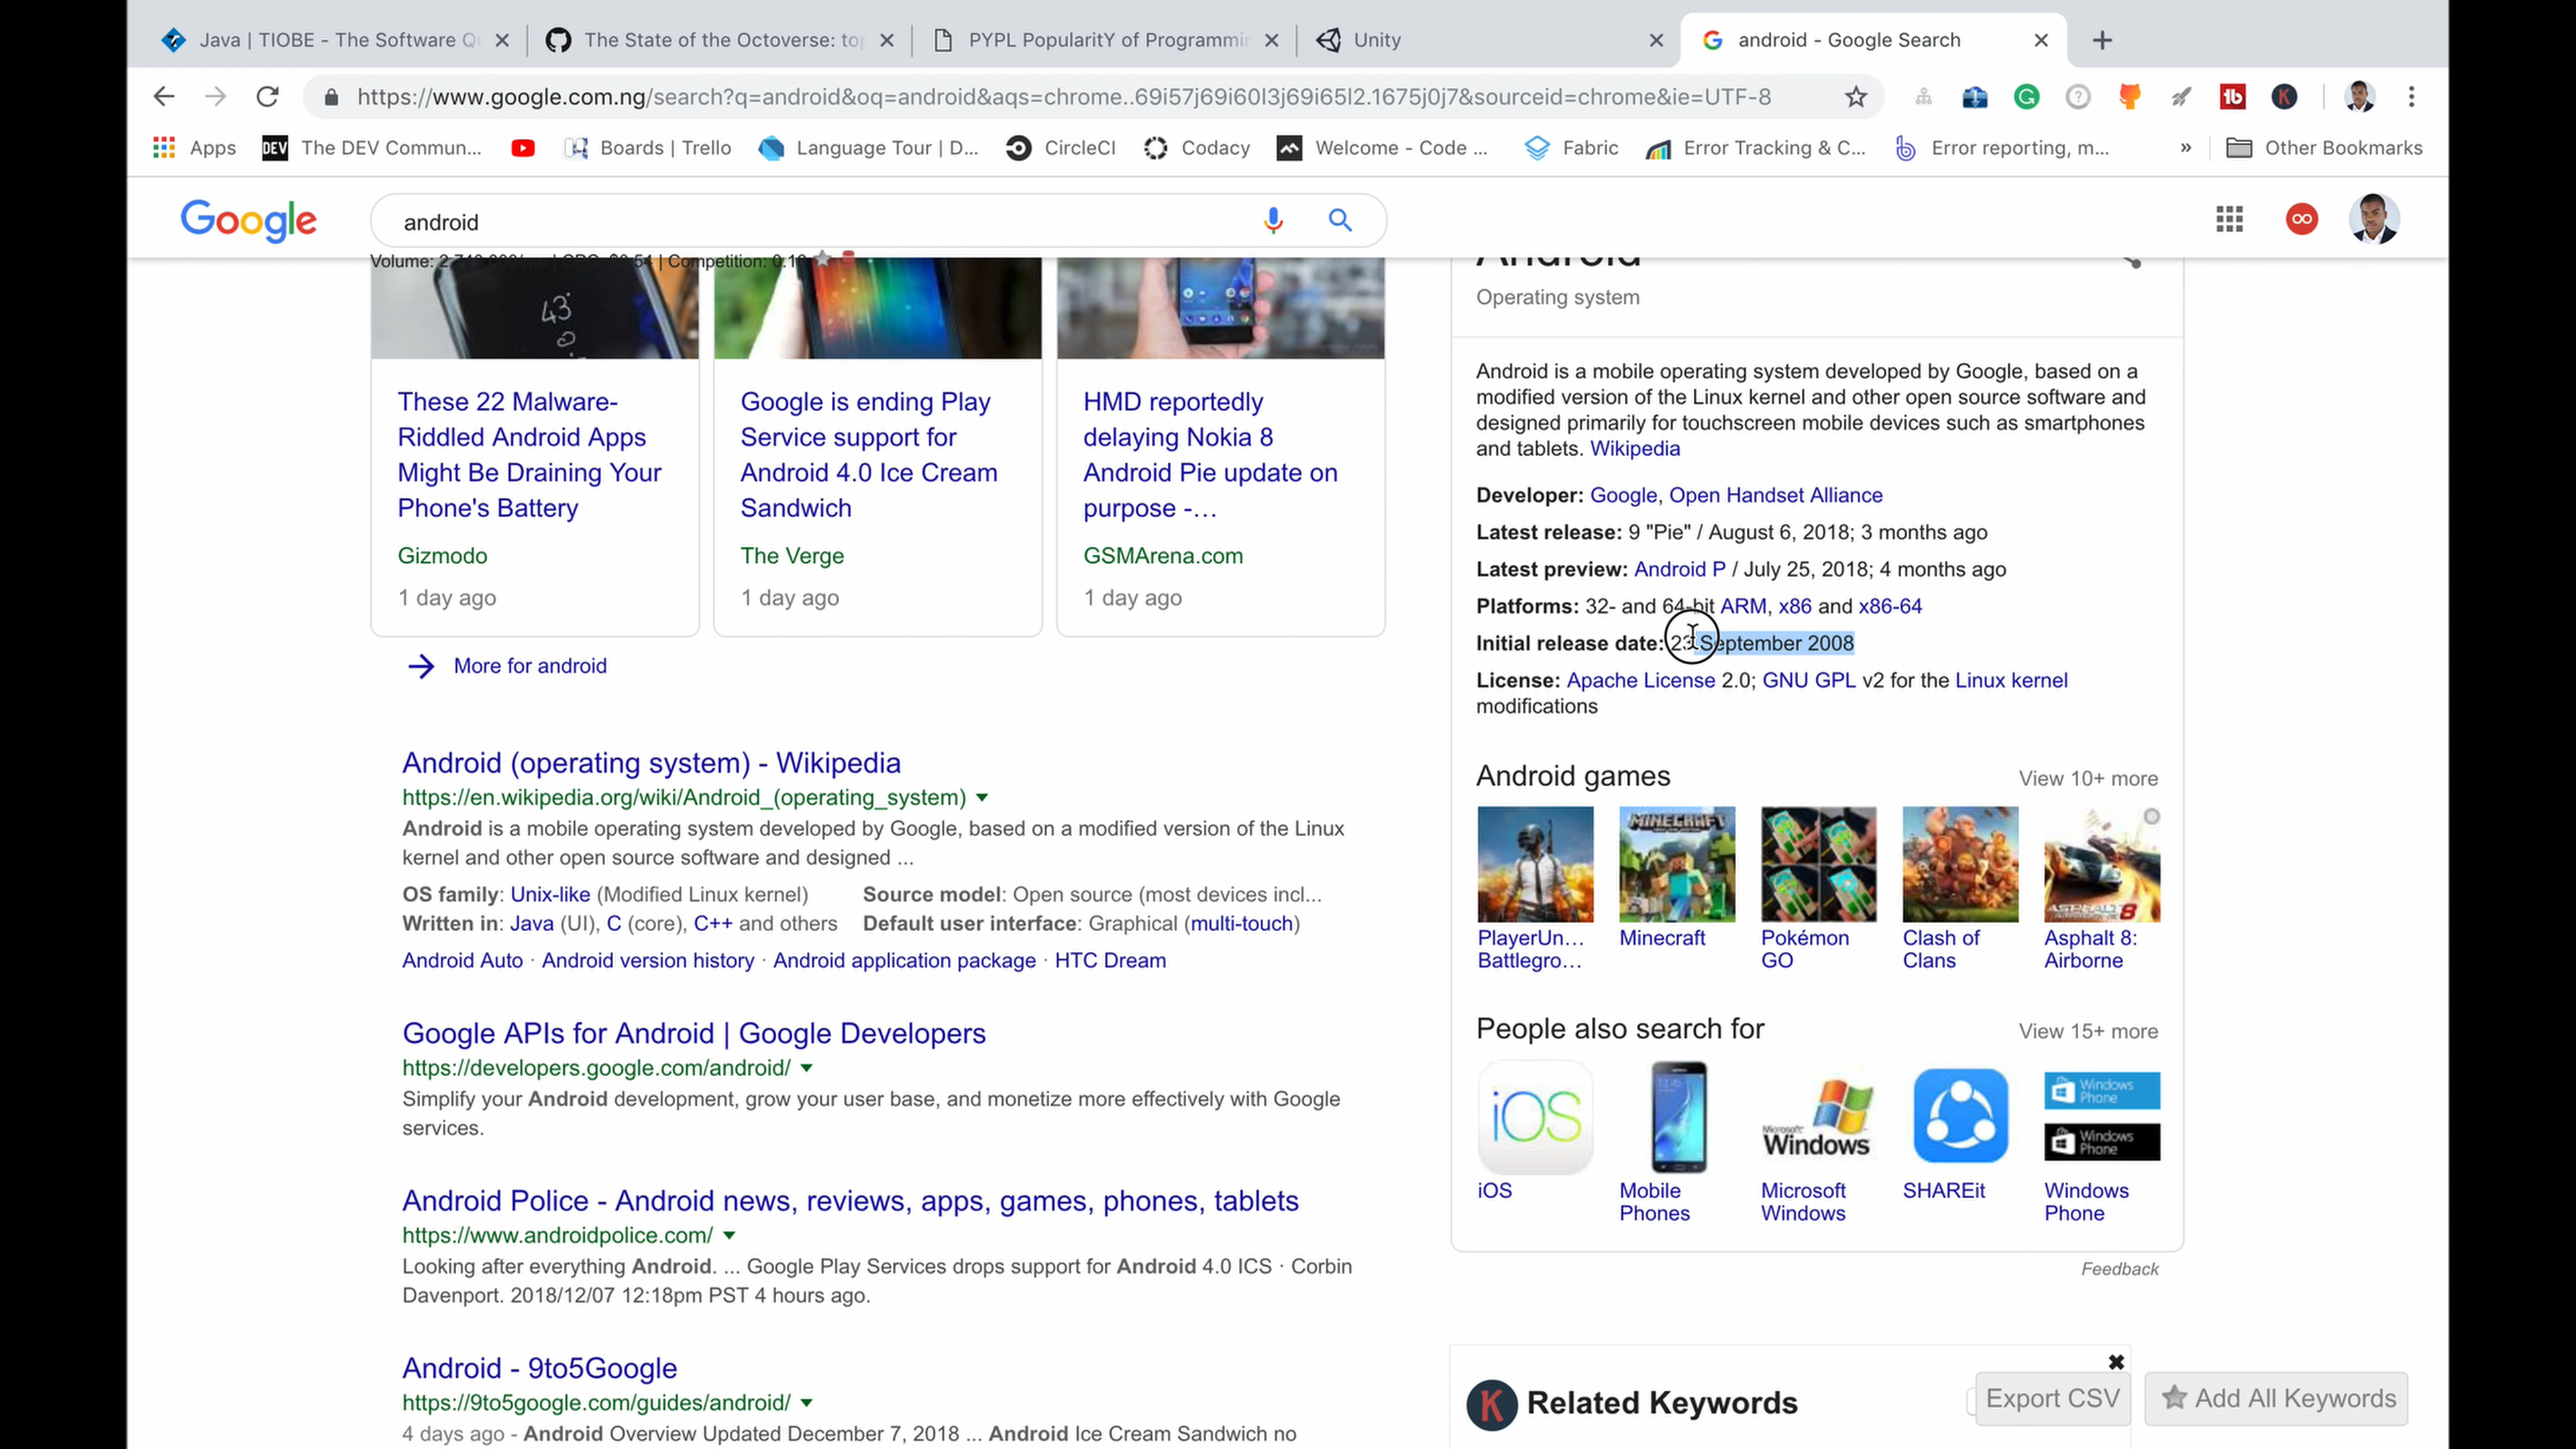 Java | TIOBE - The Software Q
The State of the Octoverse: top
PYPL PopularitY of Programmin
Unity
android - Google Search
https://www.google.com.ng/search?q=android&oq=android&aqs=chrome..69i57j69i60l3j69i65l2.1675j0j7&sourceid=chrome&ie=UTF-8
Apps
DEV The DEV Commun...
Boards | Trello
Language Tour | D...
CircleCI
Codacy
Welcome - Code ...
Fabric
Error Tracking & C...
Error reporting, m...
»
Other Bookmarks
Google
android
| Competition: 0.1
These 22 Malware-
Riddled Android Apps
Might Be Draining Your
Phone's Battery
Gizmodo
1 day ago
Google is ending Play
Service support for
Android 4.0 Ice Cream
Sandwich
The Verge
1 day ago
HMD reportedly
delaying Nokia 8
Android Pie update on
purpose -...
GSMArena.com
1 day ago
More for android
Android (operating system) - Wikipedia
https://en.wikipedia.org/wiki/Android_(operating_system)
Android is a mobile operating system developed by Google, based on a modified version of the Linux
kernel and other open source software and designed ...
OS family: Unix-like (Modified Linux kernel) Source model: Open source (most devices incl...
Written in: Java (UI), C (core), C++ and others Default user interface: Graphical (multi-touch)
Android Auto · Android version history · Android application package · HTC Dream
Google APIs for Android | Google Developers
https://developers.google.com/android/
Simplify your Android development, grow your user base, and monetize more effectively with Google
services.
Android Police - Android news, reviews, apps, games, phones, tablets
https://www.androidpolice.com/
Looking after everything Android. ... Google Play Services drops support for Android 4.0 ICS · Corbin
Davenport. 2018/12/07 12:18pm PST 4 hours ago.
Android - 9to5Google
https://9to5google.com/guides/android/
4 days ago - Android Overview Updated December 7, 2018 ... Android Ice Cream Sandwich no
Android
Operating system
Android is a mobile operating system developed by Google, based on a
modified version of the Linux kernel and other open source software and
designed primarily for touchscreen mobile devices such as smartphones
and tablets. Wikipedia
Developer: Google, Open Handset Alliance
Latest release: 9 "Pie" / August 6, 2018; 3 months ago
Latest preview: Android P / July 25, 2018; 4 months ago
Platforms: 32- and 64-bit ARM, x86 and x86-64
Initial release date: 23 September 2008
License: Apache License 2.0; GNU GPL v2 for the Linux kernel
modifications
Android games
View 10+ more
MINECRAFT
ASPHALT 8
PlayerUn...
Battlegro...
Minecraft
Pokémon
GO
Clash of
Clans
Asphalt 8:
Airborne
People also search for
View 15+ more
iOS
Microsoft
Windows
Windows
Phone
Windows
Phone
iOS
Mobile
Phones
Microsoft
Windows
SHAREit
Windows
Phone
Feedback
K Related Keywords
Export CSV
Add All Keywords